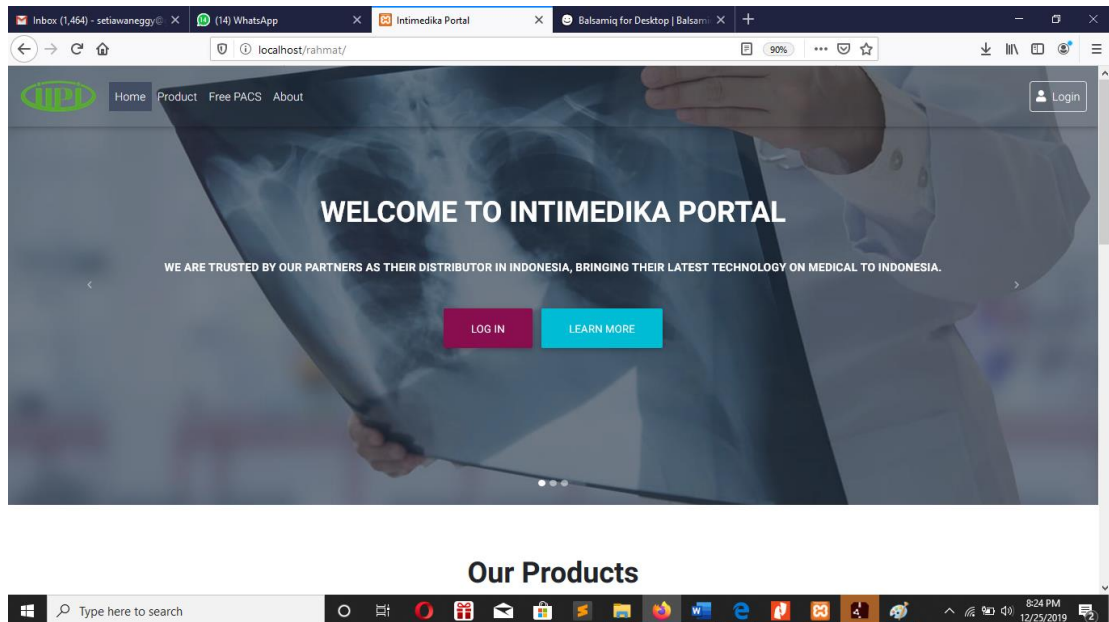 Inbox (1,464) - setiawaneggy@
(14) WhatsApp
Intimedika Portal
Balsamiq for Desktop | Balsami
localhost/rahmat/
90%
Home Product Free PACS About
Login
WELCOME TO INTIMEDIKA PORTAL
WE ARE TRUSTED BY OUR PARTNERS AS THEIR DISTRIBUTOR IN INDONESIA, BRINGING THEIR LATEST TECHNOLOGY ON MEDICAL TO INDONESIA.
LOG IN
LEARN MORE
Our Products
Type here to search
8:24 PM
12/25/2019
2